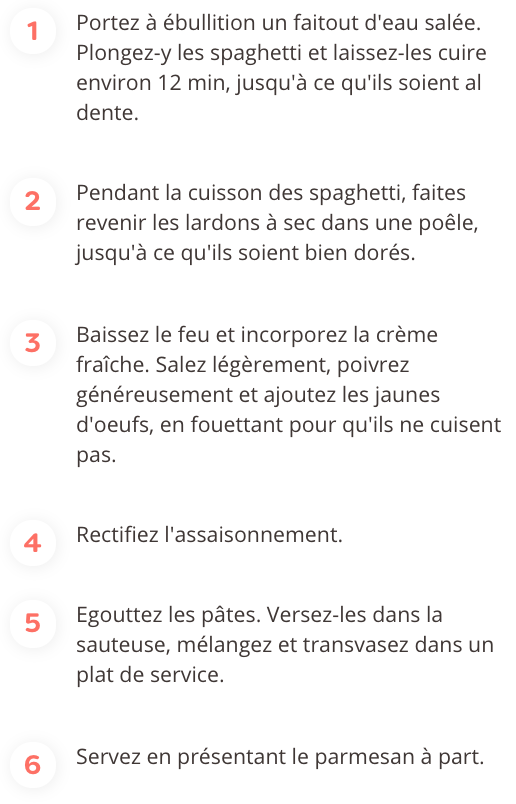 1
Portez à ébullition un faitout d'eau salée.
Plongez-y les spaghetti et laissez-les cuire
environ 12 min, jusqu'à ce qu'ils soient al
dente.
2
Pendant la cuisson des spaghetti, faites
revenir les lardons à sec dans une poêle,
jusqu'à ce qu'ils soient bien dorés.
3
Baissez le feu et incorporez la crème
fraîche. Salez légèrement, poivrez
généreusement et ajoutez les jaunes
d'oeufs, en fouettant pour qu'ils ne cuisent
pas.
4
Rectifiez l'assaisonnement.
5
Egouttez les pâtes. Versez-les dans la
sauteuse, mélangez et transvasez dans un
plat de service.
6
Servez en présentant le parmesan à part.